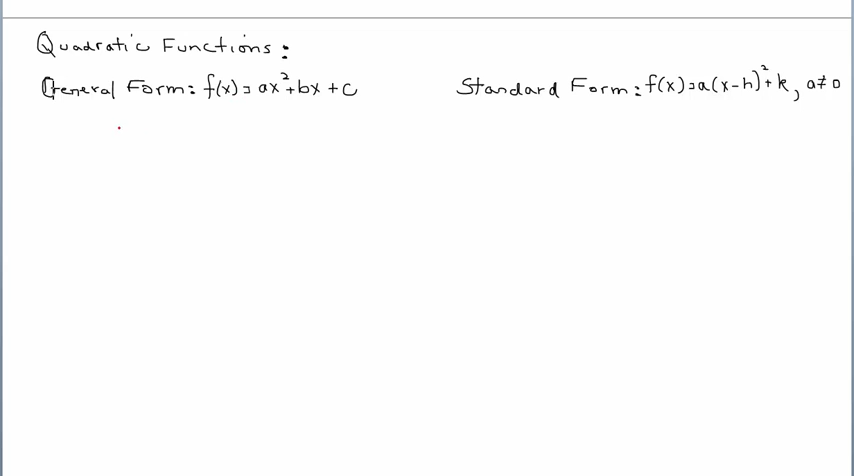 Quadratic Functions:
General Form: f(x) = ax²+bx+c
Standard Form: f(x) = a(x-h)²+k, a≠0